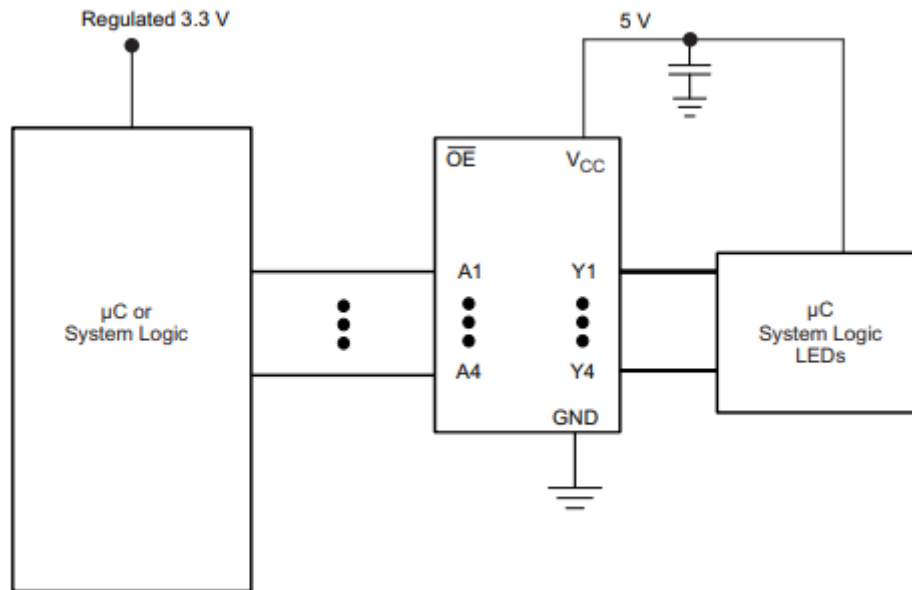 Regulated 3.3 V
5 V
OE
VCC
A1
Y1
µC or
System Logic
µC
System Logic
LEDs
A4
Y4
GND